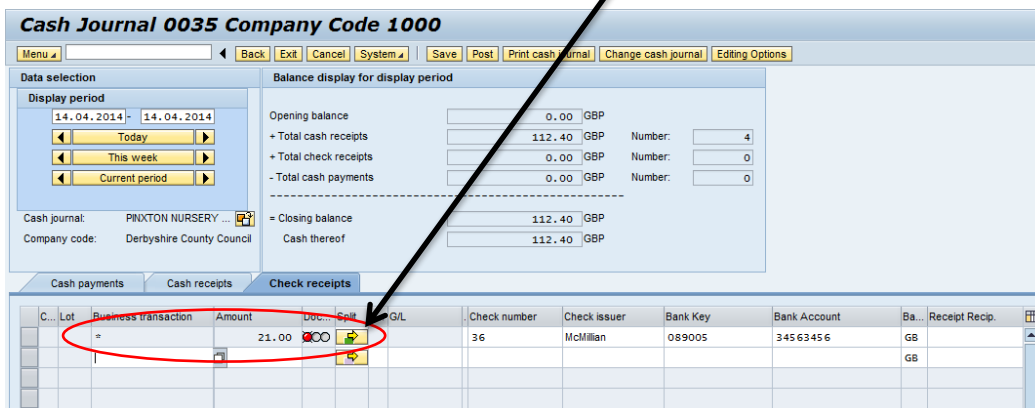 Cash Journal 0035 Company Code 1000
Menu Back Exit Cancel System Save Post Print cash journal Change cash journal Editing Options
Data selection
Display period
14.04.2014 - 14.04.2014
Today
This week
Current period
Cash journal: PINXTON NURSERY ...
Company code: Derbyshire County Council
Balance display for display period
Opening balance 0.00 GBP
+ Total cash receipts 112.40 GBP Number: 4
+ Total check receipts 0.00 GBP Number: 0
- Total cash payments 0.00 GBP Number: 0
= Closing balance 112.40 GBP
Cash thereof 112.40 GBP
Cash payments Cash receipts Check receipts
C... Lot Business transaction Amount Doc... Split G/L . Check number Check issuer Bank Key Bank Account Ba... Receipt Recip.
* 21.00 36 McMillian 089005 34563456 GB
GB